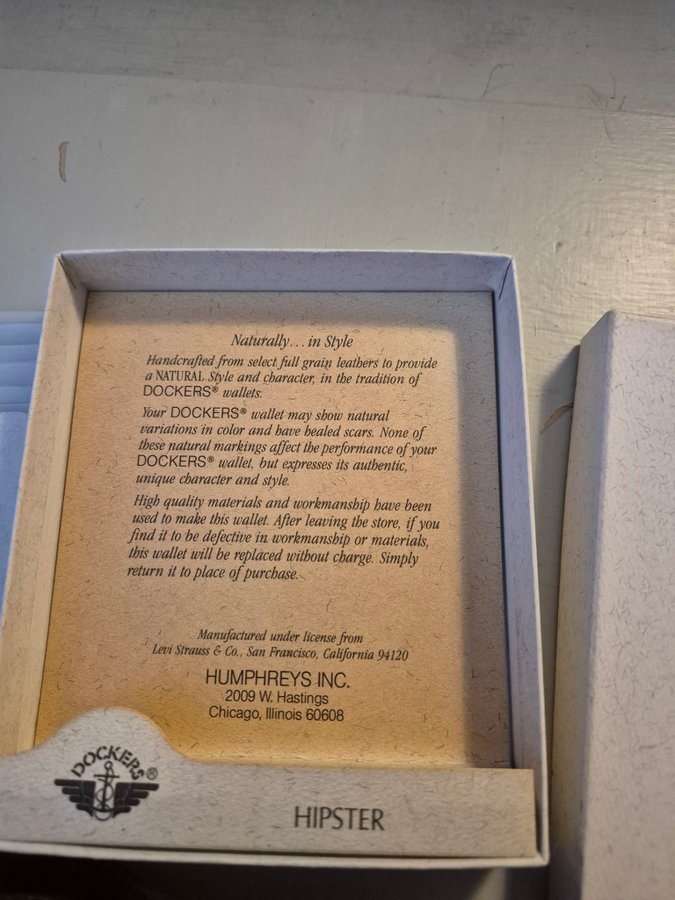 Naturally... in Style
Handcrafted from select full grain leathers to provide
a NATURAL Style and character, in the tradition of
DOCKERS® wallets.
Your DOCKERS® wallet may show natural
variations in color and have healed scars. None of
these natural markings affect the performance of your
DOCKERS® wallet, but expresses its authentic,
unique character and style.
High quality materials and workmanship have been
used to make this wallet. After leaving the store, if you
find it to be defective in workmanship or materials,
this wallet will be replaced without charge. Simply
return it to place of purchase.
Manufactured under license from
Levi Strauss & Co., San Francisco, California 94120
HUMPHREYS INC.
2009 W. Hastings
Chicago, Illinois 60608
DOCKERS®
HIPSTER